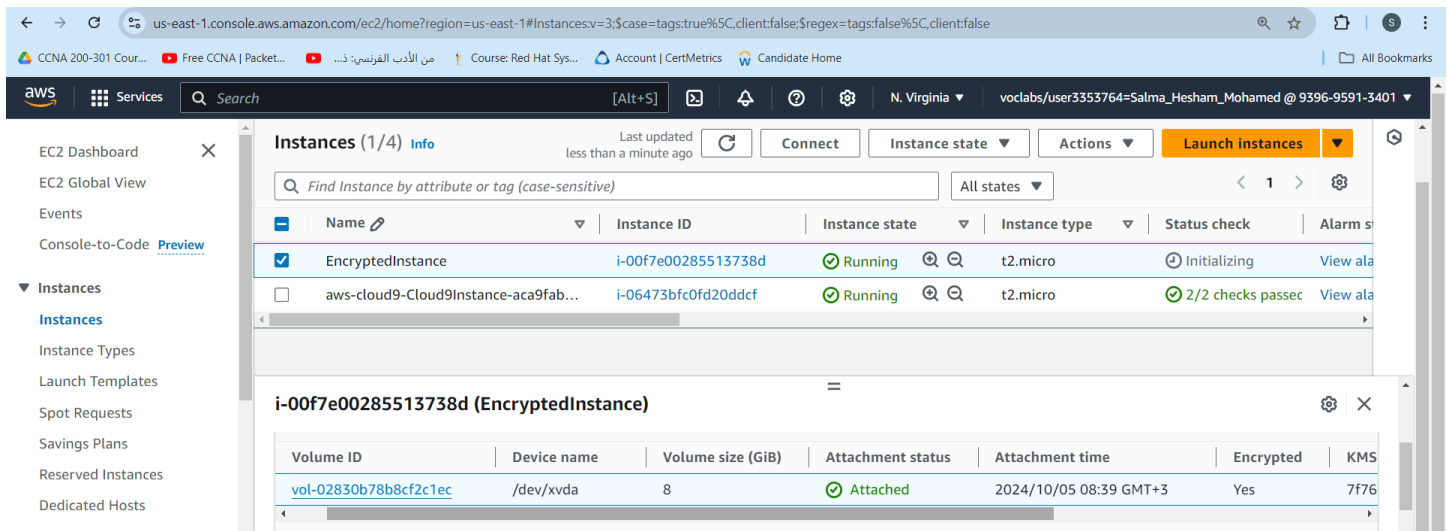 us-east-1.console.aws.amazon.com/ec2/home?region=us-east-1#Instances:v=3;$case=tags:true%5C,client:false;$regex=tags:false%5C,client:false
S
CCNA 200-301 Cour... Free CCNA | Packet... من الأدب الفرنسي: ذ... Course: Red Hat Sys... Account | CertMetrics Candidate Home All Bookmarks
aws Services Search [Alt+S] N. Virginia voclabs/user3353764=Salma_Hesham_Mohamed @ 9396-9591-3401
EC2 Dashboard
EC2 Global View
Events
Console-to-Code Preview
Instances
Instances
Instance Types
Launch Templates
Spot Requests
Savings Plans
Reserved Instances
Dedicated Hosts
Instances (1/4) Info
Last updated
less than a minute ago
Connect Instance state Actions Launch instances
Find Instance by attribute or tag (case-sensitive) All states 1
Name Instance ID Instance state Instance type Status check Alarm s
EncryptedInstance i-00f7e00285513738d Running t2.micro Initializing View ala
aws-cloud9-Cloud9Instance-aca9fab... i-06473bfc0fd20ddcf Running t2.micro 2/2 checks passec View ala
i-00f7e00285513738d (EncryptedInstance)
Volume ID Device name Volume size (GiB) Attachment status Attachment time Encrypted KMS
vol-02830b78b8cf2c1ec /dev/xvda 8 Attached 2024/10/05 08:39 GMT+3 Yes 7f76